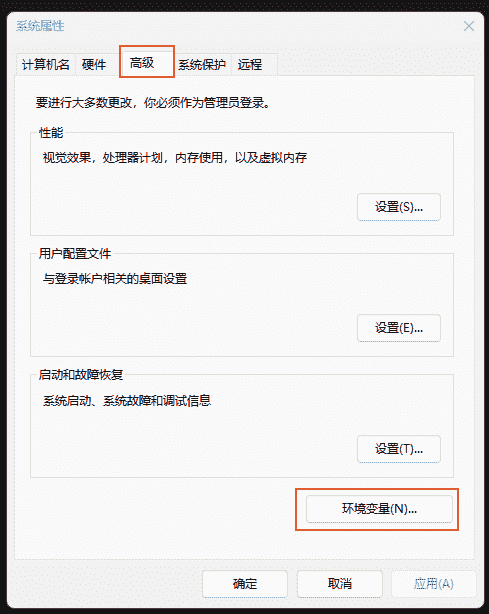 系统属性
计算机名 硬件 高级 系统保护 远程
要进行大多数更改，你必须作为管理员登录。
性能
视觉效果，处理器计划，内存使用，以及虚拟内存
设置(S)...
用户配置文件
与登录帐户相关的桌面设置
设置(E)...
启动和故障恢复
系统启动、系统故障和调试信息
设置(T)...
环境变量(N)...
确定 取消 应用(A)